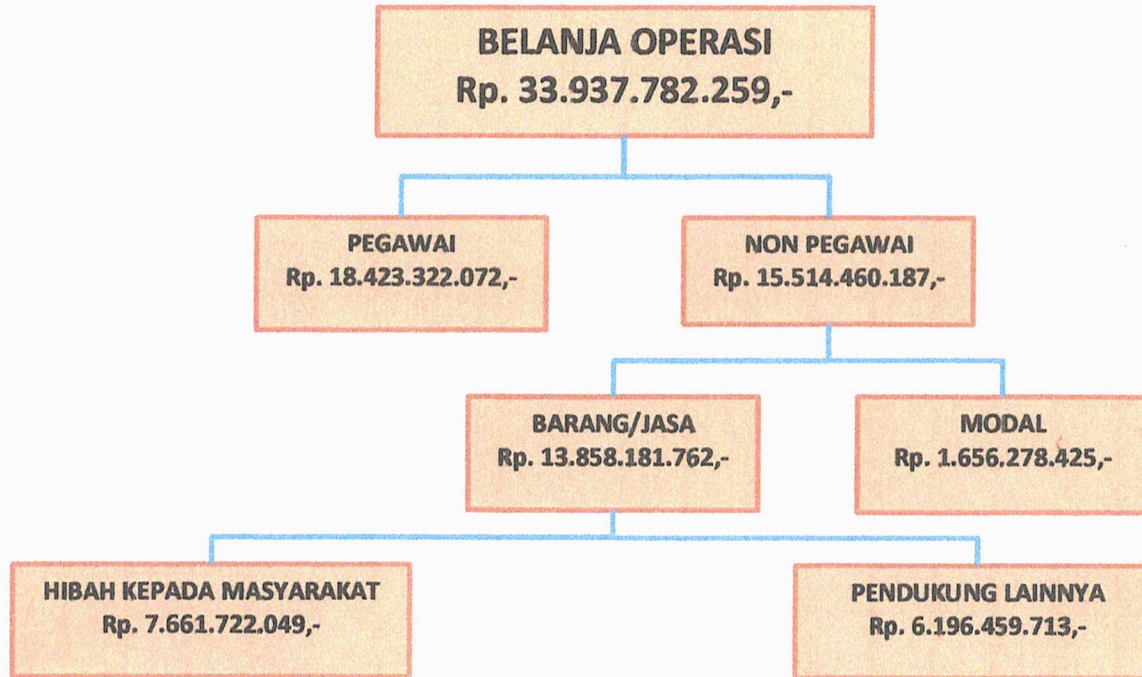 BELANJA OPERASI
Rp. 33.937.782.259,-
PEGAWAI
Rp. 18.423.322.072,-
NON PEGAWAI
Rp. 15.514.460.187,-
BARANG/JASA
Rp. 13.858.181.762,-
MODAL
Rp. 1.656.278.425,-
HIBAH KEPADA MASYARAKAT
Rp. 7.661.722.049,-
PENDUKUNG LAINNYA
Rp. 6.196.459.713,-